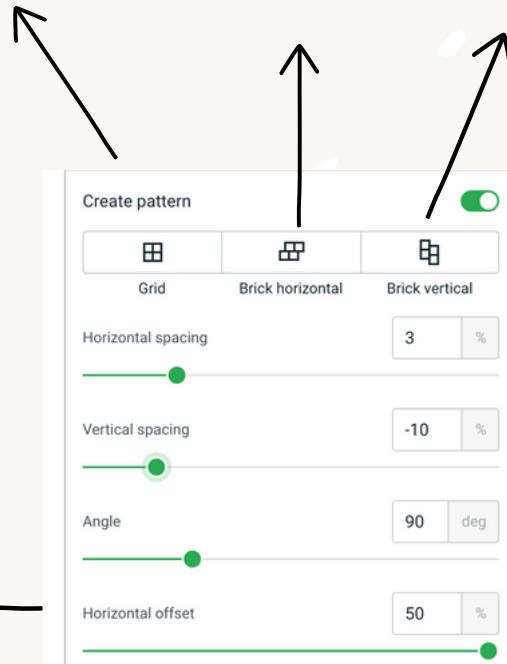 Create pattern
Grid Brick horizontal Brick vertical
Horizontal spacing 3 %
Vertical spacing -10 %
Angle 90 deg
Horizontal offset 50 %